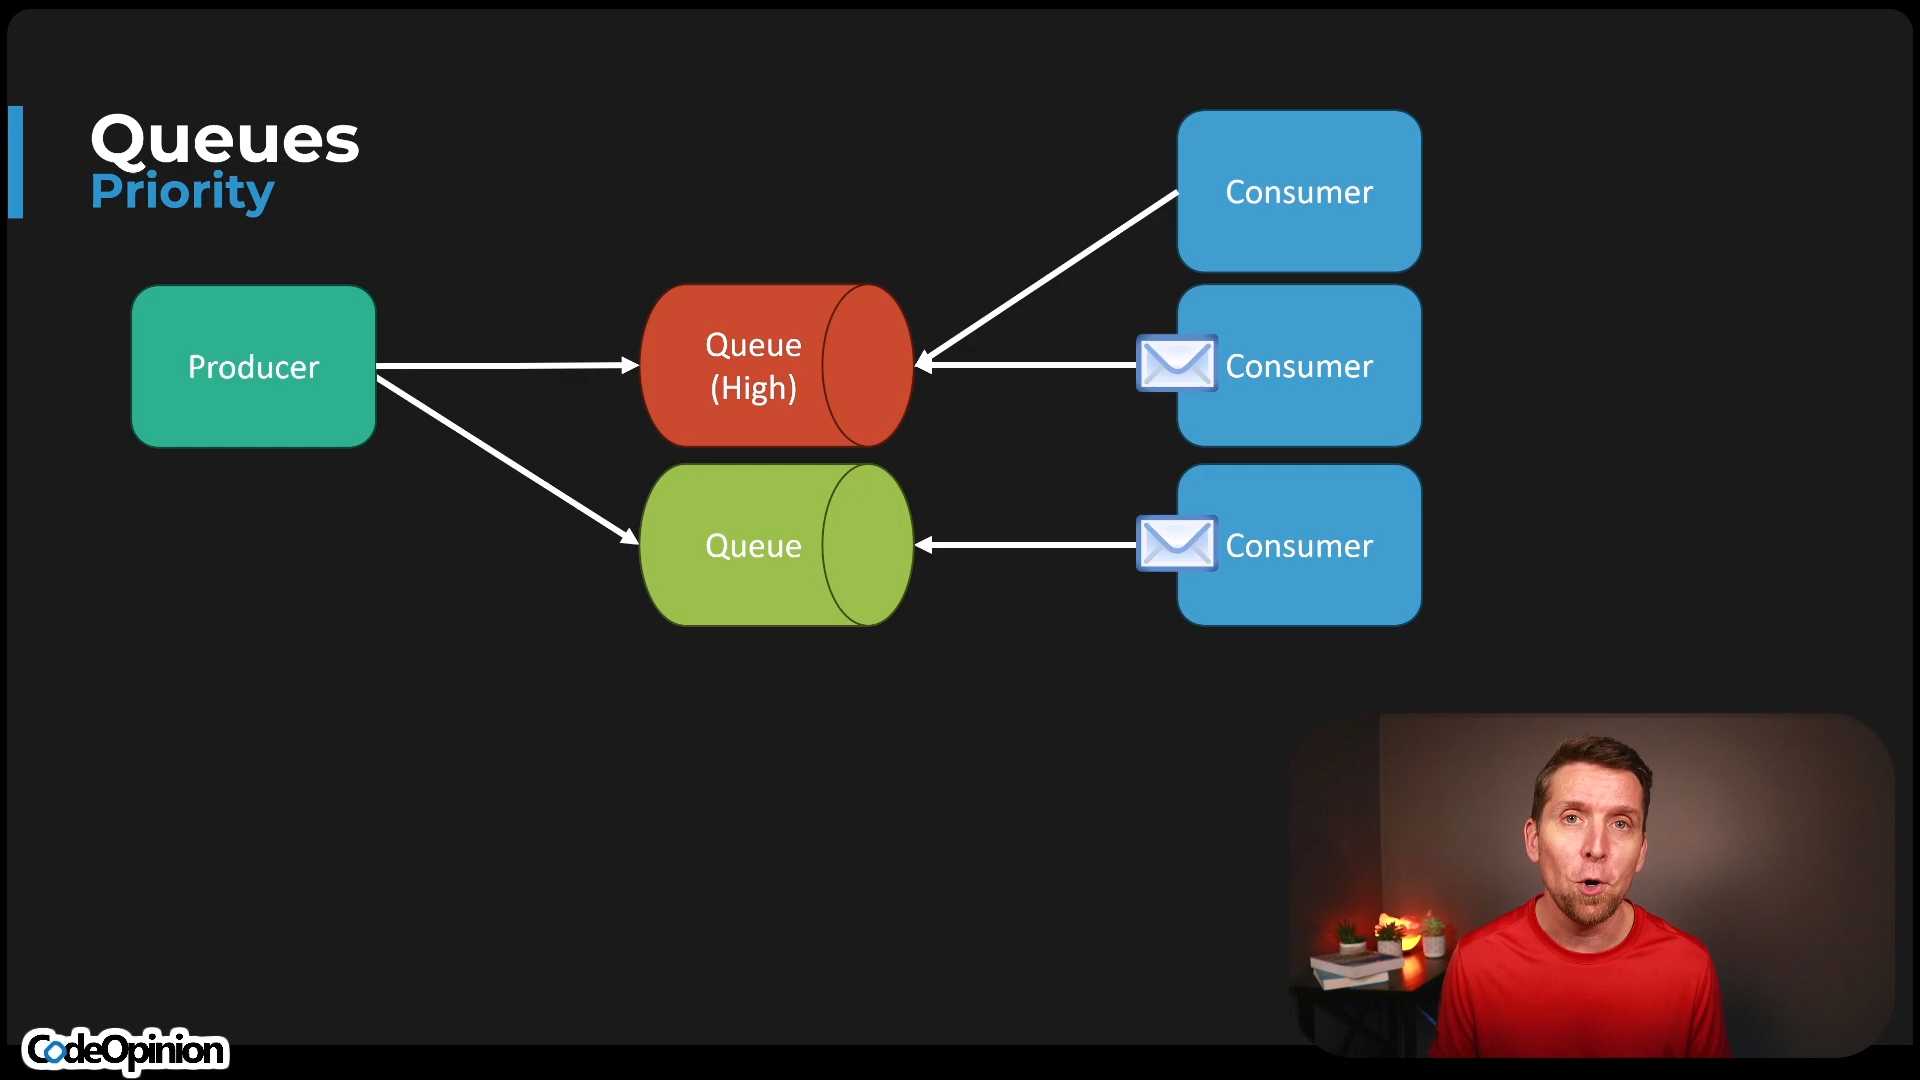 Queues
Priority
Producer
Queue
(High)
Queue
Consumer
Consumer
Consumer
CodeOpinion